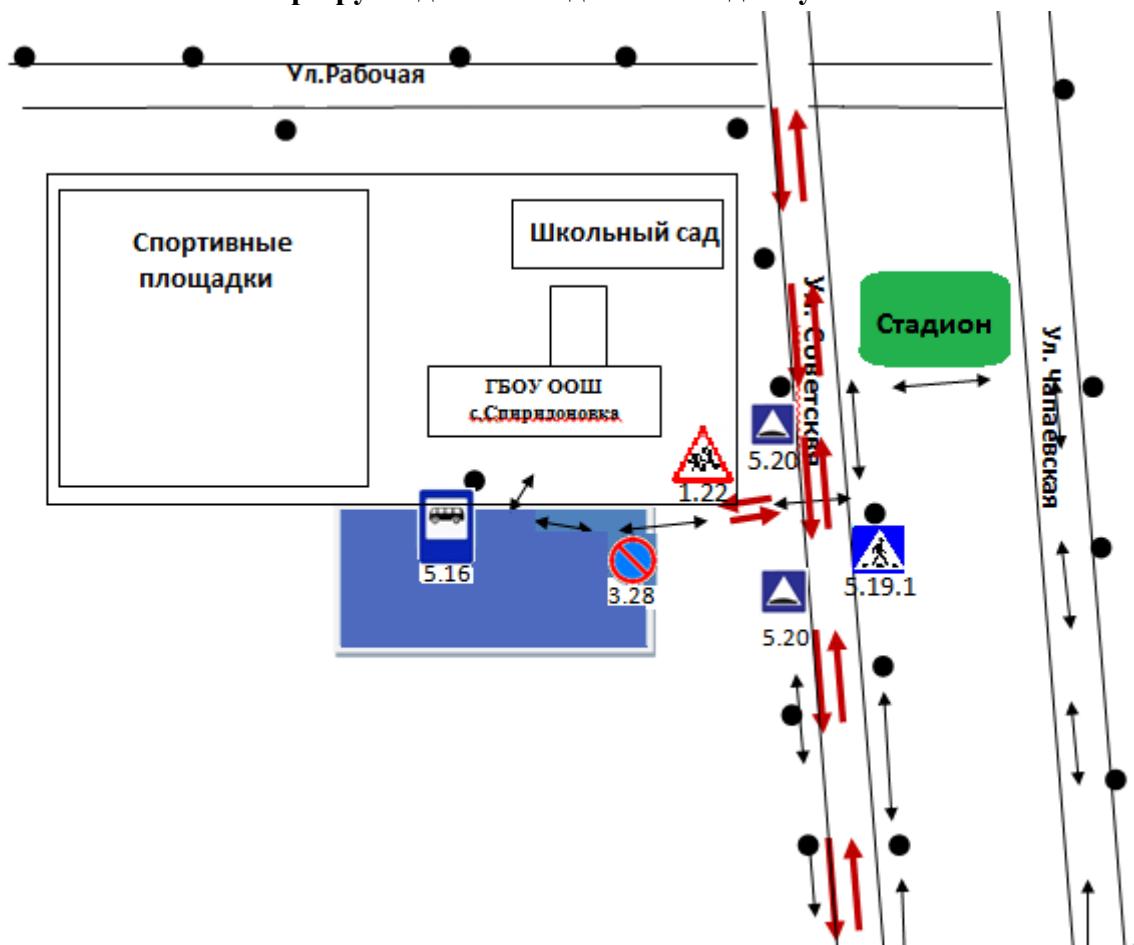 Ул.Рабочая
Спортивные
площадки
Школьный сад
ГБОУ ООШ
с.Спиридоновка
Стадион
Ул. Советсква
Ул. Чапаевская
5.20
1.22
5.16
3.28
5.19.1
5.20